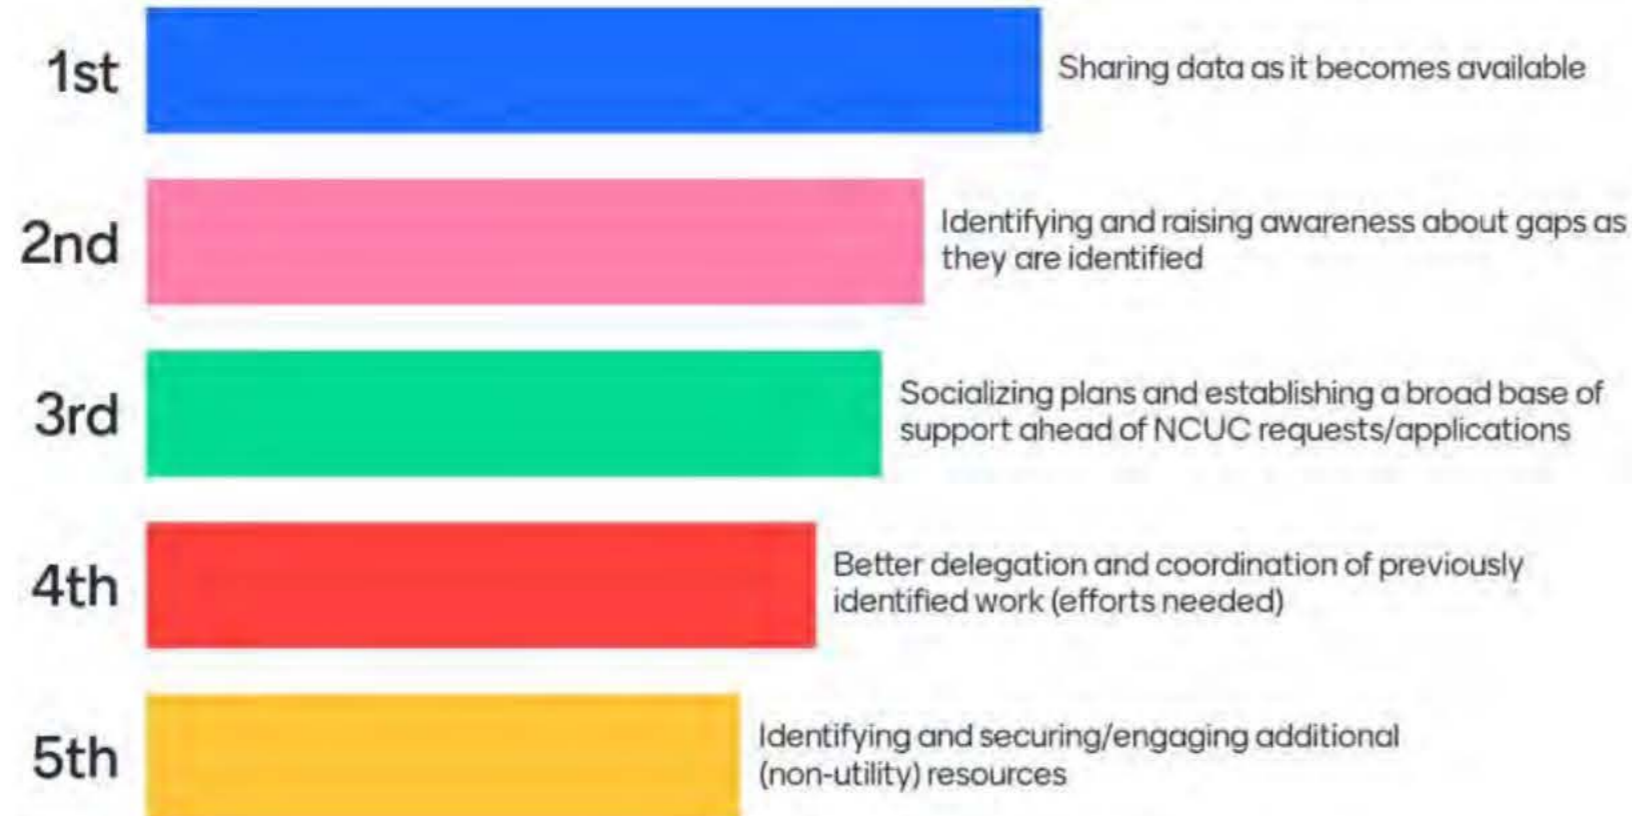 1st
Sharing data as it becomes available
2nd
Identifying and raising awareness about gaps as
they are identified
3rd
Socializing plans and establishing a broad base of
support ahead of NCUC requests/applications
4th
Better delegation and coordination of previously
identified work (efforts needed)
5th
Identifying and securing/engaging additional
(non-utility) resources